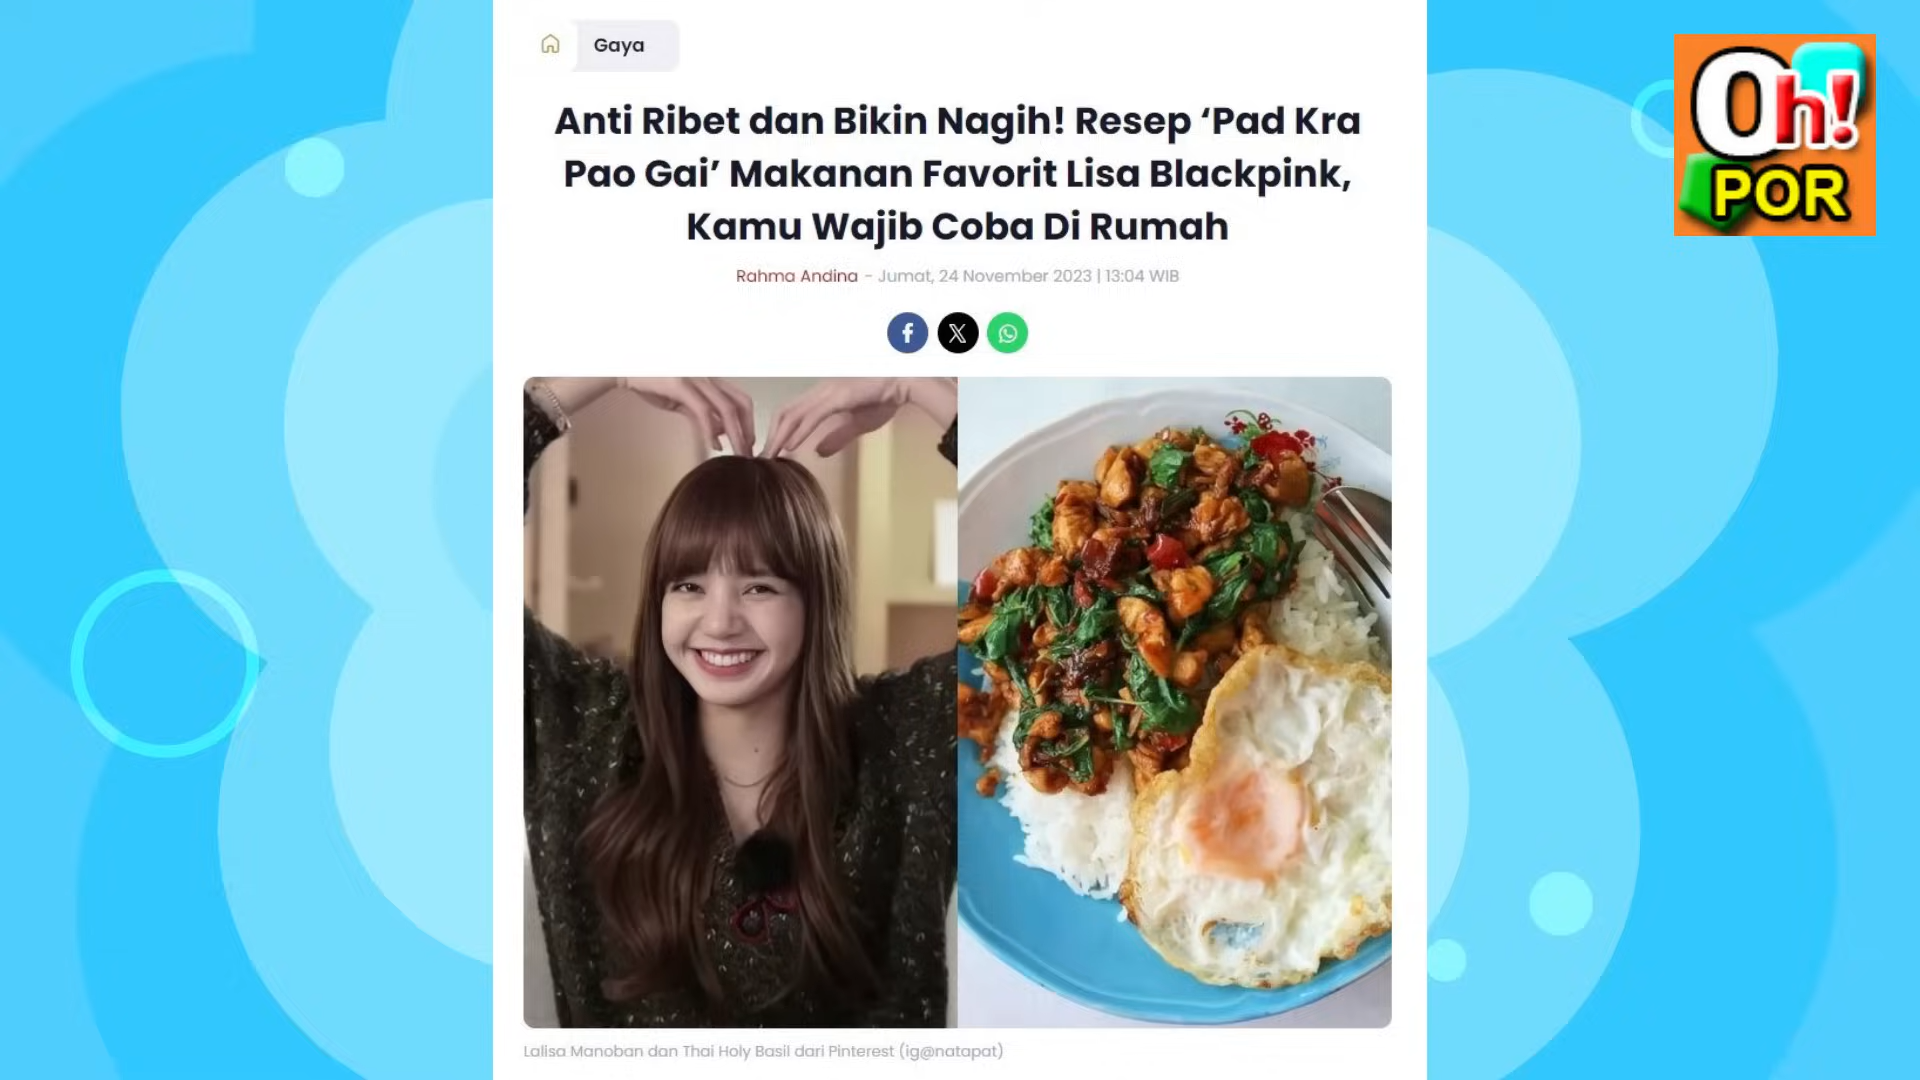 Gaya
Oh!
POR
Anti Ribet dan Bikin Nagih! Resep ‘Pad Kra
Pao Gai’ Makanan Favorit Lisa Blackpink,
Kamu Wajib Coba Di Rumah
Rahma Andina - Jumat, 24 November 2023 | 13:04 WIB
Lalisa Manoban dan Thai Holy Basil dari Pinterest (ig@natapat)